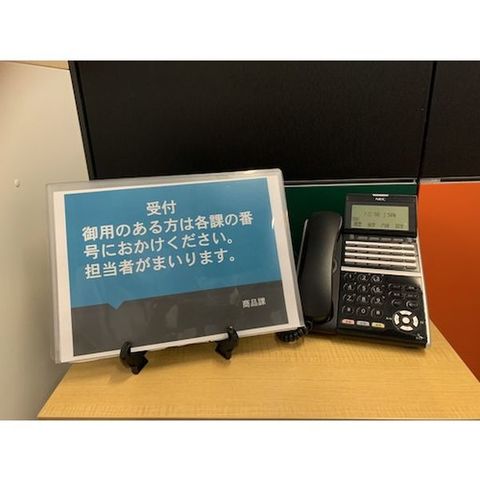 受付
御用のある方は各課の番
号におかけください。
担当者がまいります。
商品課
NEC